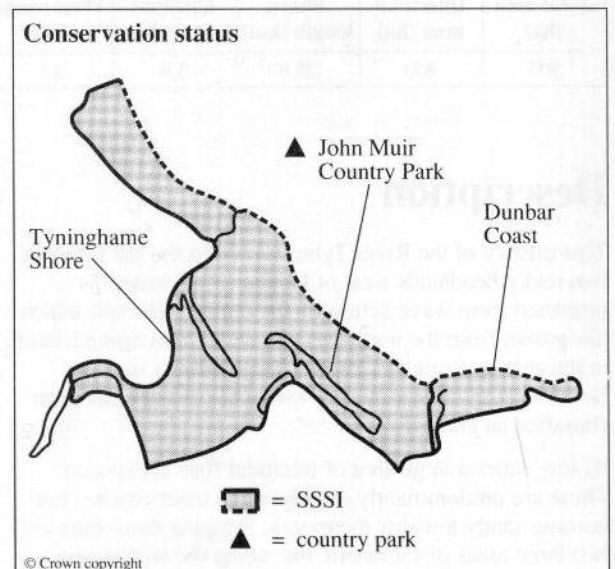 Conservation status
▲ John Muir
Country Park
Dunbar
Coast
Tyninghame
Shore
= SSSI
▲ = country park
© Crown copyright